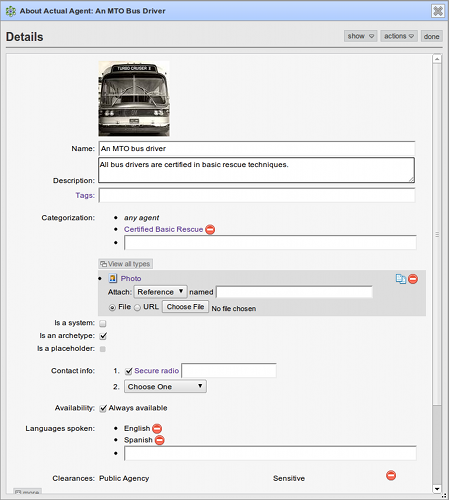 About Actual Agent: An MTO Bus Driver
Details
show actions done
TURBO CRUISER I
Name: An MTO bus driver
All bus drivers are certified in basic rescue techniques.
Description:
Tags:
Categorization: • any agent
• Certified Basic Rescue
•
View all types
• Photo
Attach: Reference named
File URL Choose File No file chosen
Is a system:
Is an archetype:
Is a placeholder:
Contact info: 1. Secure radio
2. Choose One
Availability: Always available
Languages spoken: • English
• Spanish
•
Clearances: Public Agency Sensitive
more